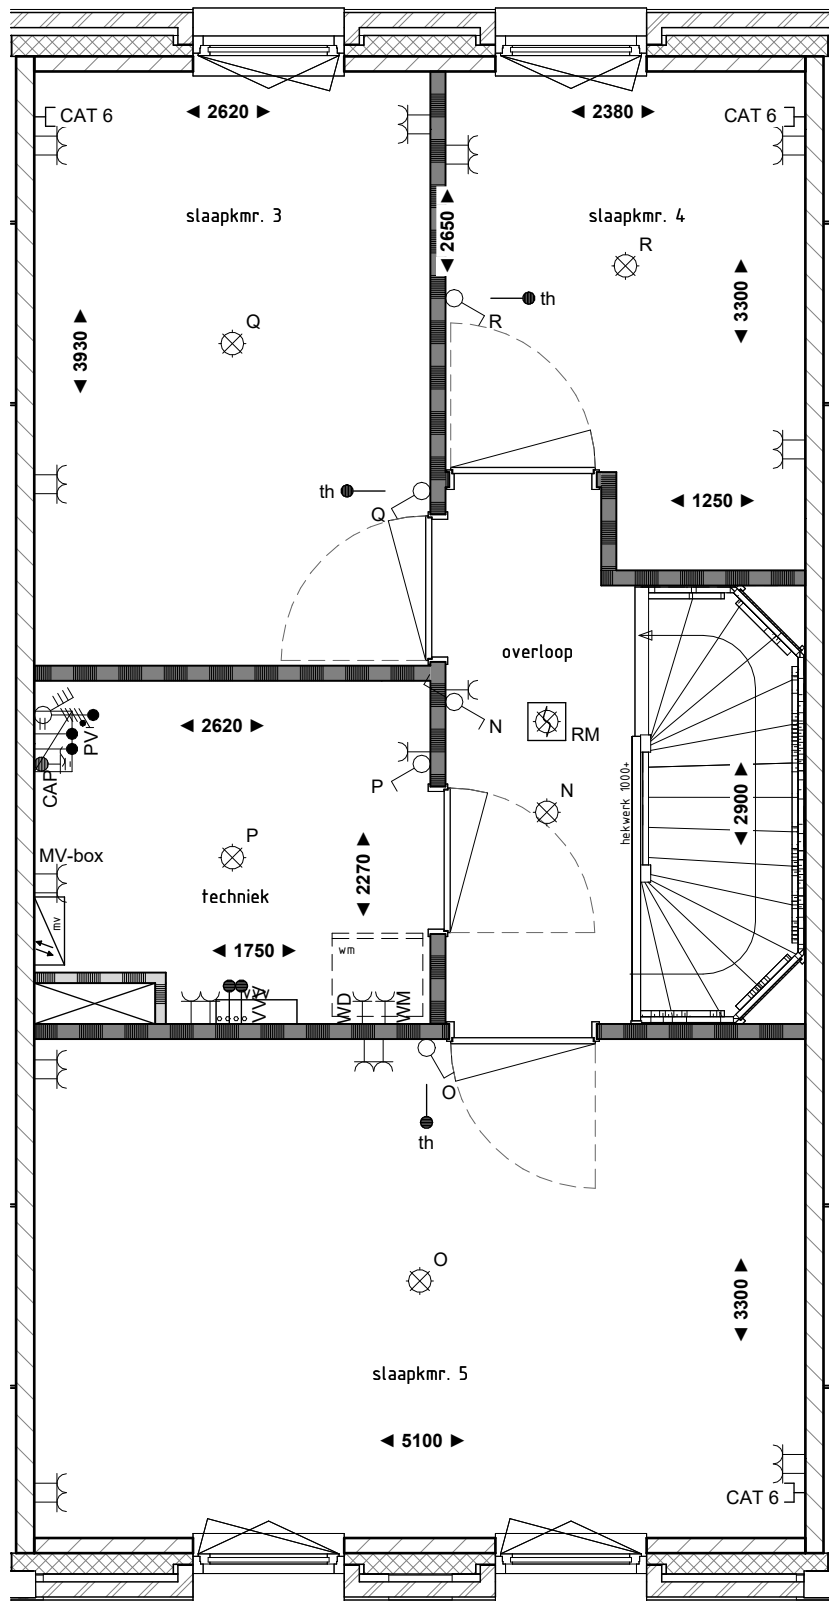 CAT 6
◄ 2620 ►
◄ 2380 ►
CAT 6
slaapkmr. 3
◄ 2650 ►
slaapkmr. 4
R
◄ 3300 ►
th
R
◄ 3930 ►
Q
th
Q
◄ 1250 ►
overloop
◄ 2620 ►
N
RM
PV
CAP
P
hekwerk 1000+
◄ 2900 ►
N
MV-box
P
◄ 2270 ►
techniek
mv
◄ 1750 ►
wm
WD
WM
O
th
O
◄ 3300 ►
slaapkmr. 5
◄ 5100 ►
CAT 6